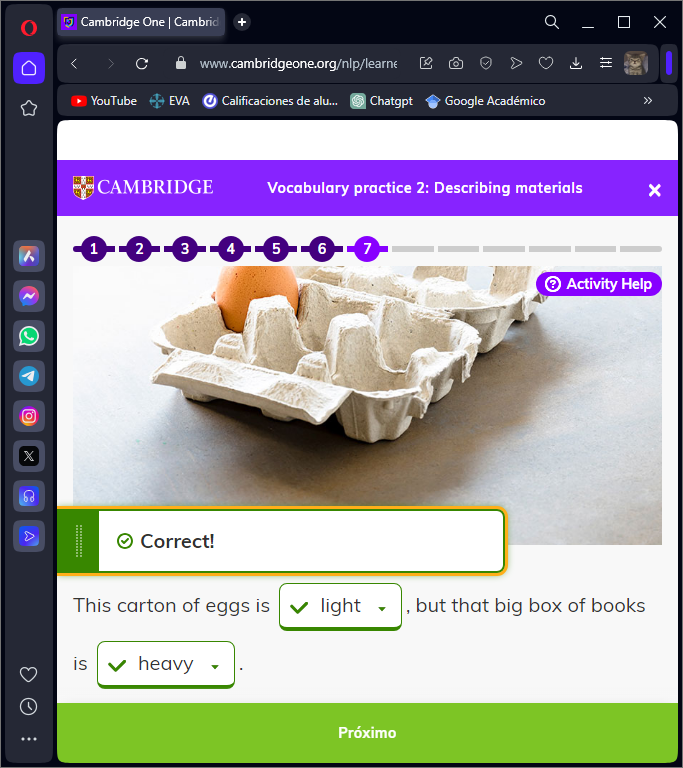 Cambridge One | Cambrid
www.cambridgeone.org/nlp/learne
YouTube EVA Calificaciones de alu... Chatgpt Google Académico »
CAMBRIDGE Vocabulary practice 2: Describing materials
1 2 3 4 5 6 7
Activity Help
Correct!
This carton of eggs is light , but that big box of books
is heavy .
Próximo